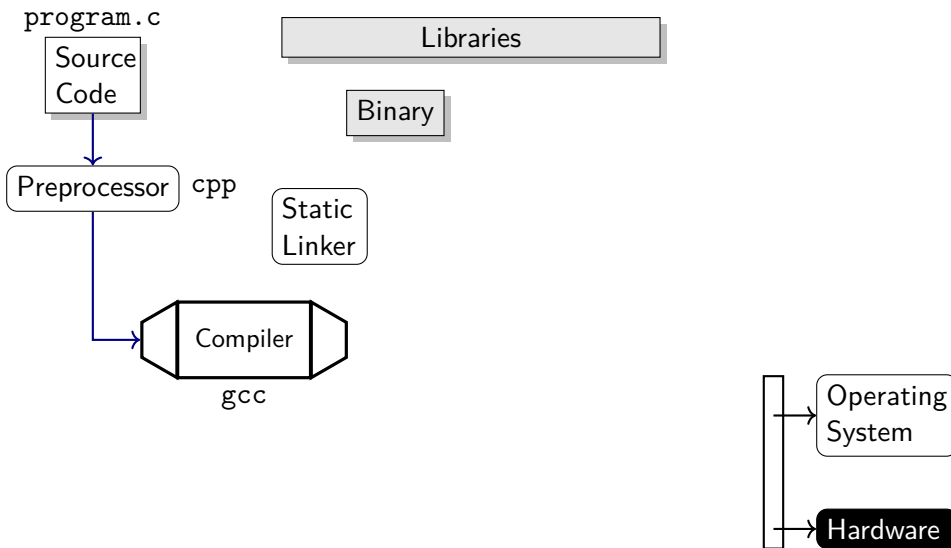 program.c
Source
Code
Libraries
Binary
Preprocessor
cpp
Static
Linker
Compiler
gcc
Operating
System
Hardware